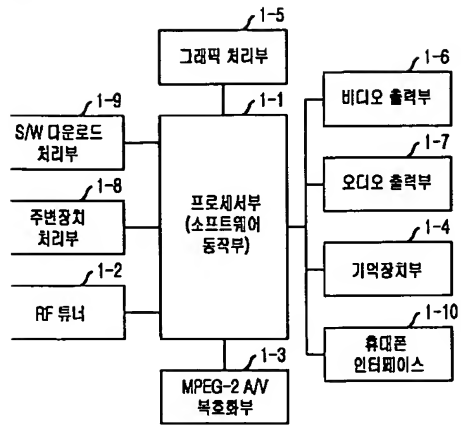 1-5
그래픽 처리부
1-9
S/W 다운로드
처리부
1-1
프로세서부
(소프트웨어
동작부)
1-6
비디오 출력부
1-7
오디오 출력부
1-8
주변장치
처리부
1-4
기억장치부
1-2
RF 튜너
1-10
휴대폰
인터페이스
1-3
MPEG-2 A/V
복호화부